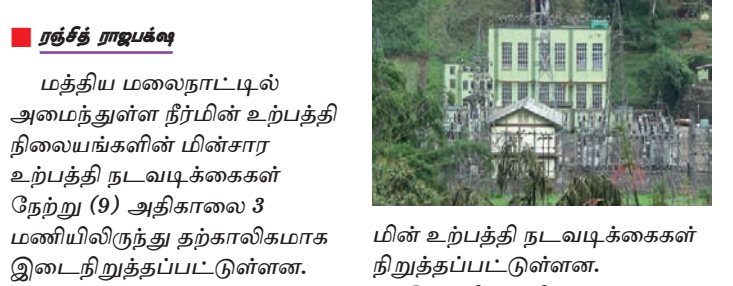 ரஞ்சித் ராஜபக்‌ஷ
மத்திய மலைநாட்டில்
அமைந்துள்ள நீர்மின் உற்பத்தி
நிலையங்களின் மின்சார
உற்பத்தி நடவடிக்கைகள்
நேற்று (9) அதிகாலை 3
மணியிலிருந்து தற்காலிகமாக
இடைநிறுத்தப்பட்டுள்ளன.
மின் உற்பத்தி நடவடிக்கைகள்
நிறுத்தப்பட்டுள்ளன.